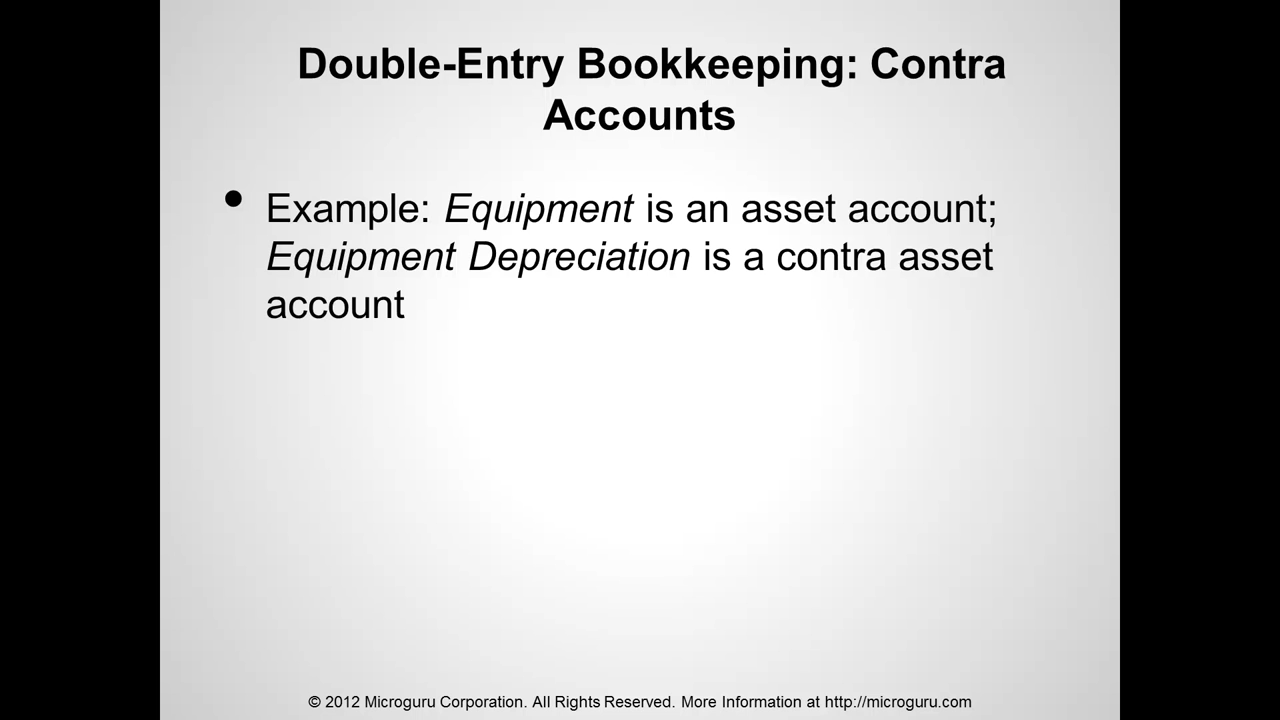 Double-Entry Bookkeeping: Contra
Accounts
• Example: Equipment is an asset account;
Equipment Depreciation is a contra asset
account
© 2012 Microguru Corporation. All Rights Reserved. More Information at http://microguru.com